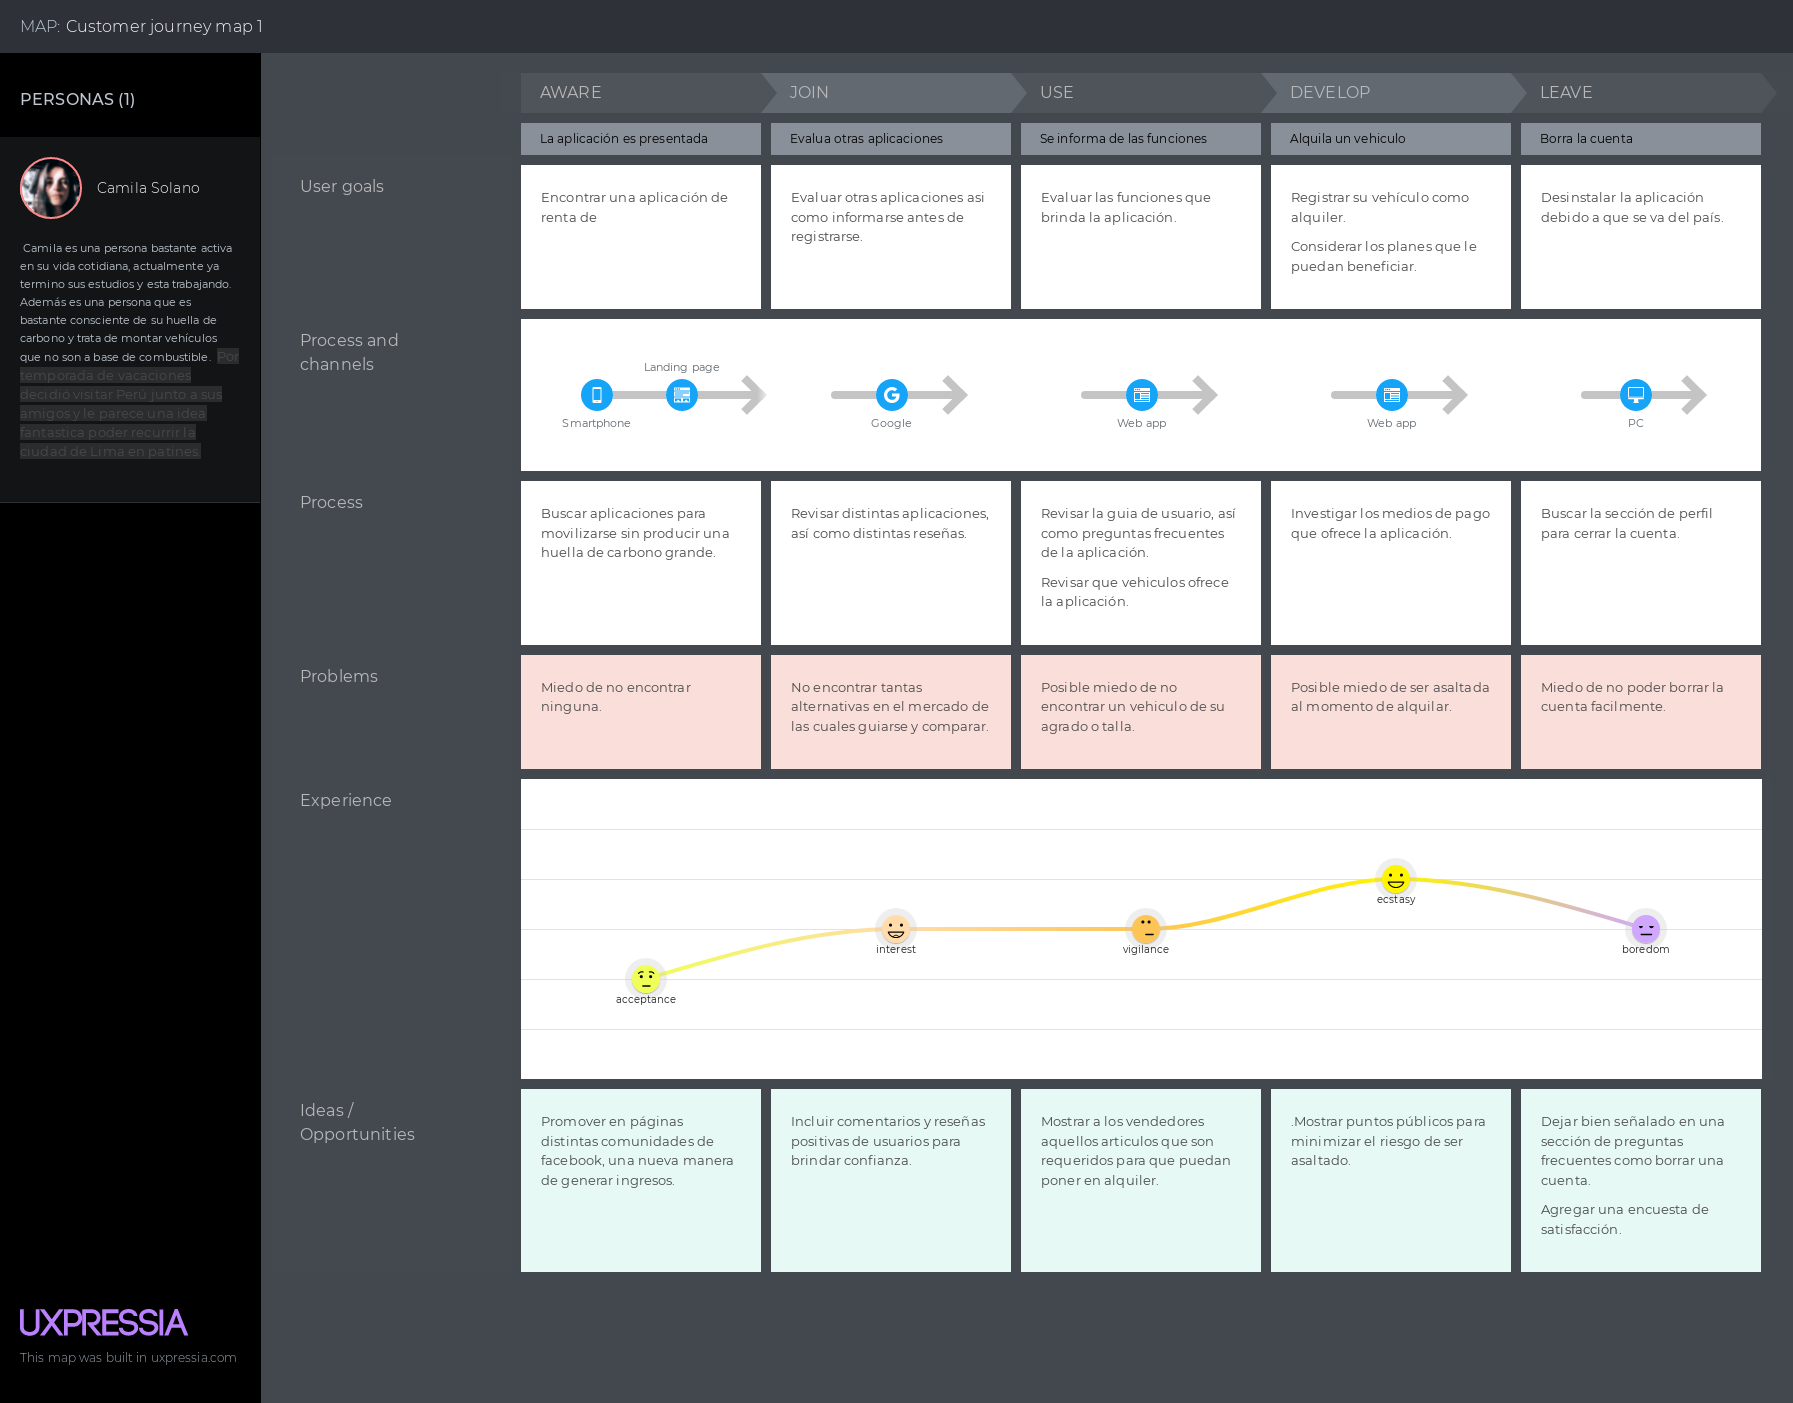 MAP: Customer journey map 1
PERSONAS (1)
Camila Solano
Camila es una persona bastante activa
en su vida cotidiana, actualmente ya
termino sus estudios y esta trabajando.
Además es una persona que es
bastante consciente de su huella de
carbono y trata de montar vehículos
que no son a base de combustible. Por
temporada de vacaciones
decidió visitar Perú junto a sus
amigos y le parece una idea
fantastica poder recurrir la
ciudad de Lima en patines.
UXPRESSIA
This map was built in uxpressia.com
AWARE
JOIN
USE
DEVELOP
LEAVE
La aplicación es presentada
Evalua otras aplicaciones
Se informa de las funciones
Alquila un vehiculo
Borra la cuenta
User goals
Encontrar una aplicación de
renta de
Evaluar otras aplicaciones asi
como informarse antes de
registrarse.
Evaluar las funciones que
brinda la aplicación.
Registrar su vehículo como
alquiler.
Considerar los planes que le
puedan beneficiar.
Desinstalar la aplicación
debido a que se va del país.
Process and
channels
Smartphone
Landing page
Google
Web app
Web app
PC
Process
Buscar aplicaciones para
movilizarse sin producir una
huella de carbono grande.
Revisar distintas aplicaciones,
así como distintas reseñas.
Revisar la guia de usuario, así
como preguntas frecuentes
de la aplicación.
Revisar que vehiculos ofrece
la aplicación.
Investigar los medios de pago
que ofrece la aplicación.
Buscar la sección de perfil
para cerrar la cuenta.
Problems
Miedo de no encontrar
ninguna.
No encontrar tantas
alternativas en el mercado de
las cuales guiarse y comparar.
Posible miedo de no
encontrar un vehiculo de su
agrado o talla.
Posible miedo de ser asaltada
al momento de alquilar.
Miedo de no poder borrar la
cuenta facilmente.
Experience
acceptance
interest
vigilance
ecstasy
boredom
Ideas /
Opportunities
Promover en páginas
distintas comunidades de
facebook, una nueva manera
de generar ingresos.
Incluir comentarios y reseñas
positivas de usuarios para
brindar confianza.
Mostrar a los vendedores
aquellos articulos que son
requeridos para que puedan
poner en alquiler.
.Mostrar puntos públicos para
minimizar el riesgo de ser
asaltado.
Dejar bien señalado en una
sección de preguntas
frecuentes como borrar una
cuenta.
Agregar una encuesta de
satisfacción.